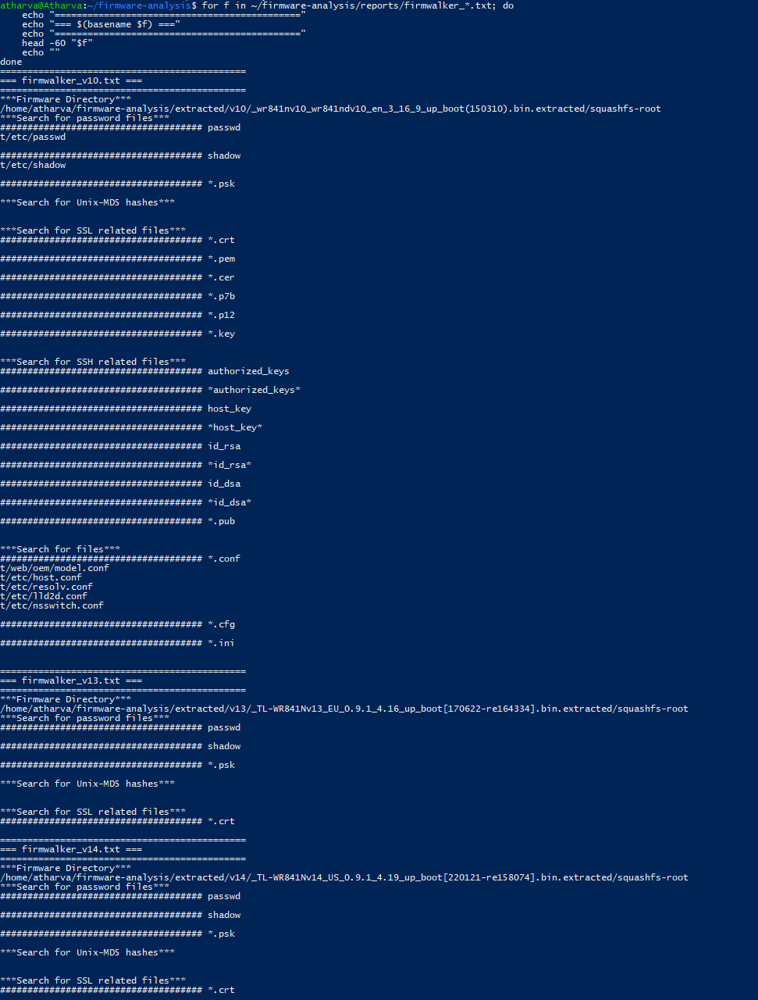 atharva@Atharva:~/firmware-analysis$ for f in ~/firmware-analysis/reports/firmwalker_*.txt; do
    echo "============================================="
    echo "=== $(basename $f) ==="
    echo "============================================="
    head -60 "$f"
    echo ""
done
=============================================
=== firmwalker_v10.txt ===
=============================================
***Firmware Directory***
/home/atharva/firmware-analysis/extracted/v10/_wr841nv10_wr841ndv10_en_3_16_9_up_boot(150310).bin.extracted/squashfs-root
***Search for password files***
##################################### passwd
t/etc/passwd

##################################### shadow
t/etc/shadow

##################################### *.psk

***Search for Unix-MD5 hashes***


***Search for SSL related files***
##################################### *.crt

##################################### *.pem

##################################### *.cer

##################################### *.p7b

##################################### *.p12

##################################### *.key


***Search for SSH related files***
##################################### authorized_keys

##################################### *authorized_keys*

##################################### host_key

##################################### *host_key*

##################################### id_rsa

##################################### *id_rsa*

##################################### id_dsa

##################################### *id_dsa*

##################################### *.pub


***Search for files***
##################################### *.conf
t/web/oem/model.conf
t/etc/host.conf
t/etc/resolv.conf
t/etc/lld2d.conf
t/etc/nsswitch.conf

##################################### *.cfg

##################################### *.ini


=============================================
=== firmwalker_v13.txt ===
=============================================
***Firmware Directory***
/home/atharva/firmware-analysis/extracted/v13/_TL-WR841Nv13_EU_0.9.1_4.16_up_boot[170622-re164334].bin.extracted/squashfs-root
***Search for password files***
##################################### passwd

##################################### shadow

##################################### *.psk

***Search for Unix-MD5 hashes***


***Search for SSL related files***
##################################### *.crt

=============================================
=== firmwalker_v14.txt ===
=============================================
***Firmware Directory***
/home/atharva/firmware-analysis/extracted/v14/_TL-WR841Nv14_US_0.9.1_4.19_up_boot[220121-re158074].bin.extracted/squashfs-root
***Search for password files***
##################################### passwd

##################################### shadow

##################################### *.psk

***Search for Unix-MD5 hashes***


***Search for SSL related files***
##################################### *.crt